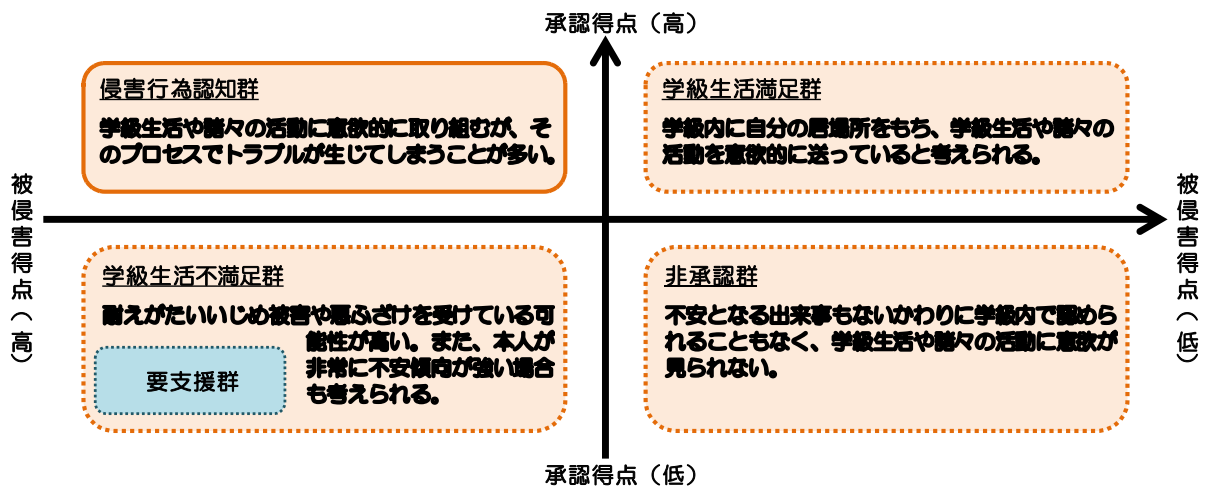 承認得点（高）
侵害行為認知群
学級生活や諸々の活動に意欲的に取り組むが、そ
のプロセスでトラブルが生じてしまうことが多い。
学級生活満足群
学級内に自分の居場所をもち、学級生活や諸々の
活動を意欲的に送っていると考えられる。
被侵害得点（高）
被侵害得点（低）
学級生活不満足群
耐えがたいいじめ被害や悪ふざけを受けている可
能性が高い。また、本人が
非常に不安傾向が強い場合
も考えられる。
要支援群
非承認群
不安となる出来事もないかわりに学級内で認めら
れることもなく、学級生活や諸々の活動に意欲が
見られない。
承認得点（低）